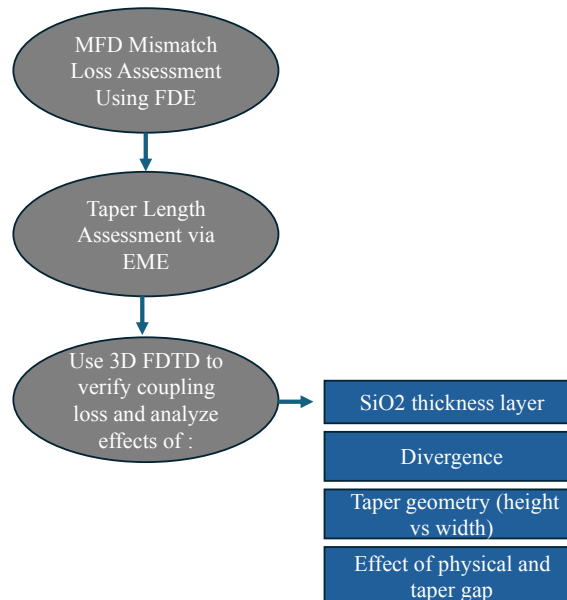 MFD Mismatch
Loss Assessment
Using FDE
Taper Length
Assessment via
EME
Use 3D FDTD to
verify coupling
loss and analyze
effects of :
SiO2 thickness layer
Divergence
Taper geometry (height
vs width)
Effect of physical and
taper gap